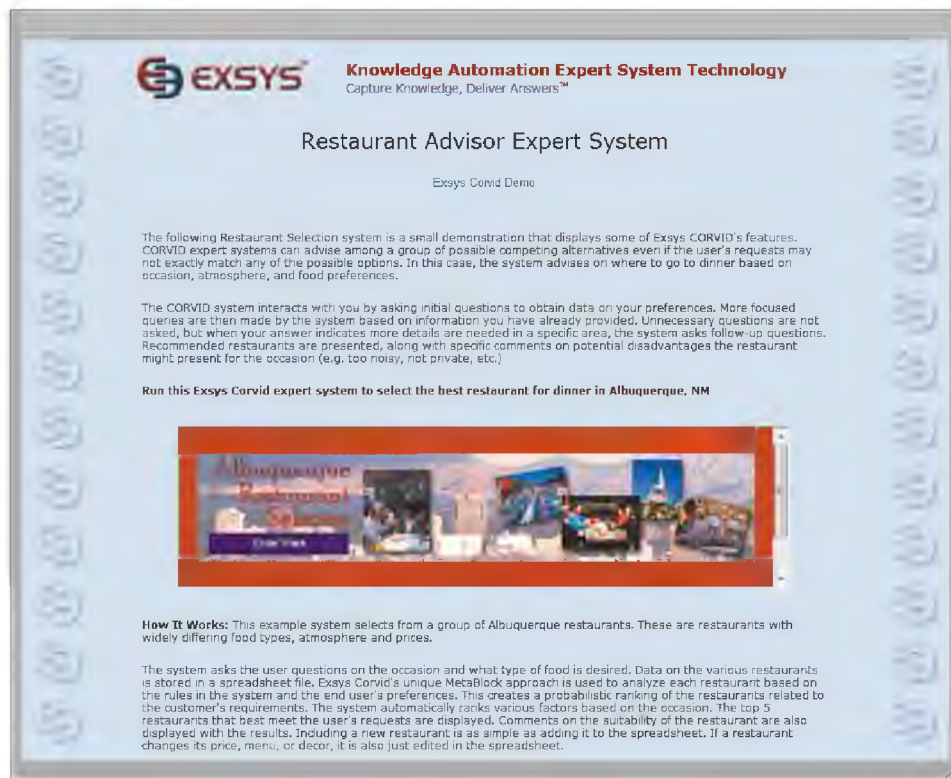 EXSYS™
Knowledge Automation Expert System Technology
Capture Knowledge, Deliver Answers™
Restaurant Advisor Expert System
Exsys Corvid Demo
The following Restaurant Selection system is a small demonstration that displays some of Exsys CORVID's features.
CORVID expert systems can advise among a group of possible competing alternatives even if the user's requests may
not exactly match any of the possible options. In this case, the system advises on where to go to dinner based on
occasion, atmosphere, and food preferences.
The CORVID system interacts with you by asking initial questions to obtain data on your preferences. More focused
queries are then made by the system based on information you have already provided. Unnecessary questions are not
asked, but when your answer indicates more details are needed in a specific area, the system asks follow-up questions.
Recommended restaurants are presented, along with specific comments on potential disadvantages the restaurant
might present for the occasion (e.g. too noisy, not private, etc.)
Run this Exsys Corvid expert system to select the best restaurant for dinner in Albuquerque, NM
Albuquerque
Restaurant
How It Works: This example system selects from a group of Albuquerque restaurants. These are restaurants with
widely differing food types, atmosphere and prices.
The system asks the user questions on the occasion and what type of food is desired. Data on the various restaurants
is stored in a spreadsheet file. Exsys Corvid's unique MetaBlock approach is used to analyze each restaurant based on
the rules in the system and the end user's preferences. This creates a probabilistic ranking of the restaurants related to
the customer's requirements. The system automatically ranks various factors based on the occasion. The top 5
restaurants that best meet the user's requests are displayed. Comments on the suitability of the restaurant are also
displayed with the results. Including a new restaurant is as simple as adding it to the spreadsheet. If a restaurant
changes its price, menu, or decor, it is also just edited in the spreadsheet.